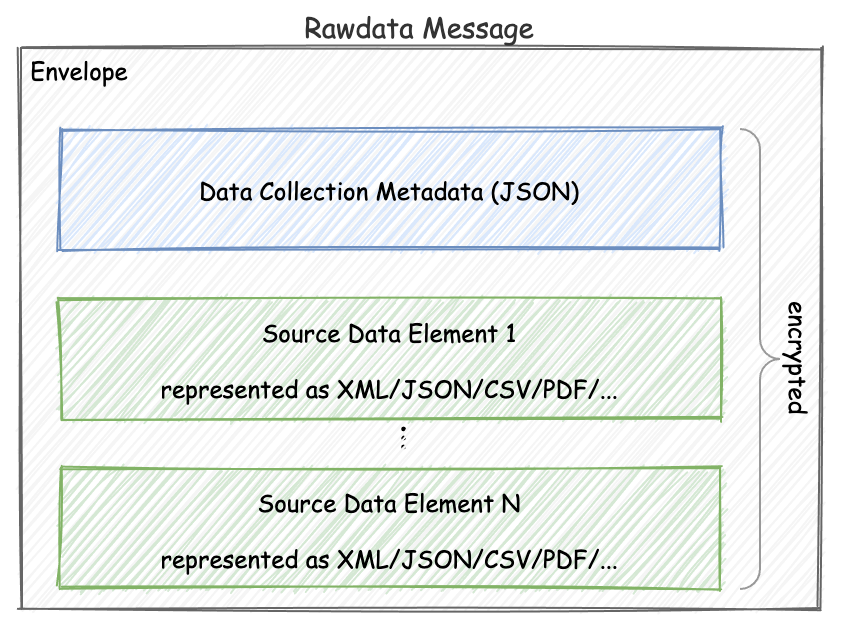 Rawdata Message
Envelope
Data Collection Metadata (JSON)
Source Data Element 1
represented as XML/JSON/CSV/PDF/...
Source Data Element N
represented as XML/JSON/CSV/PDF/...
encrypted